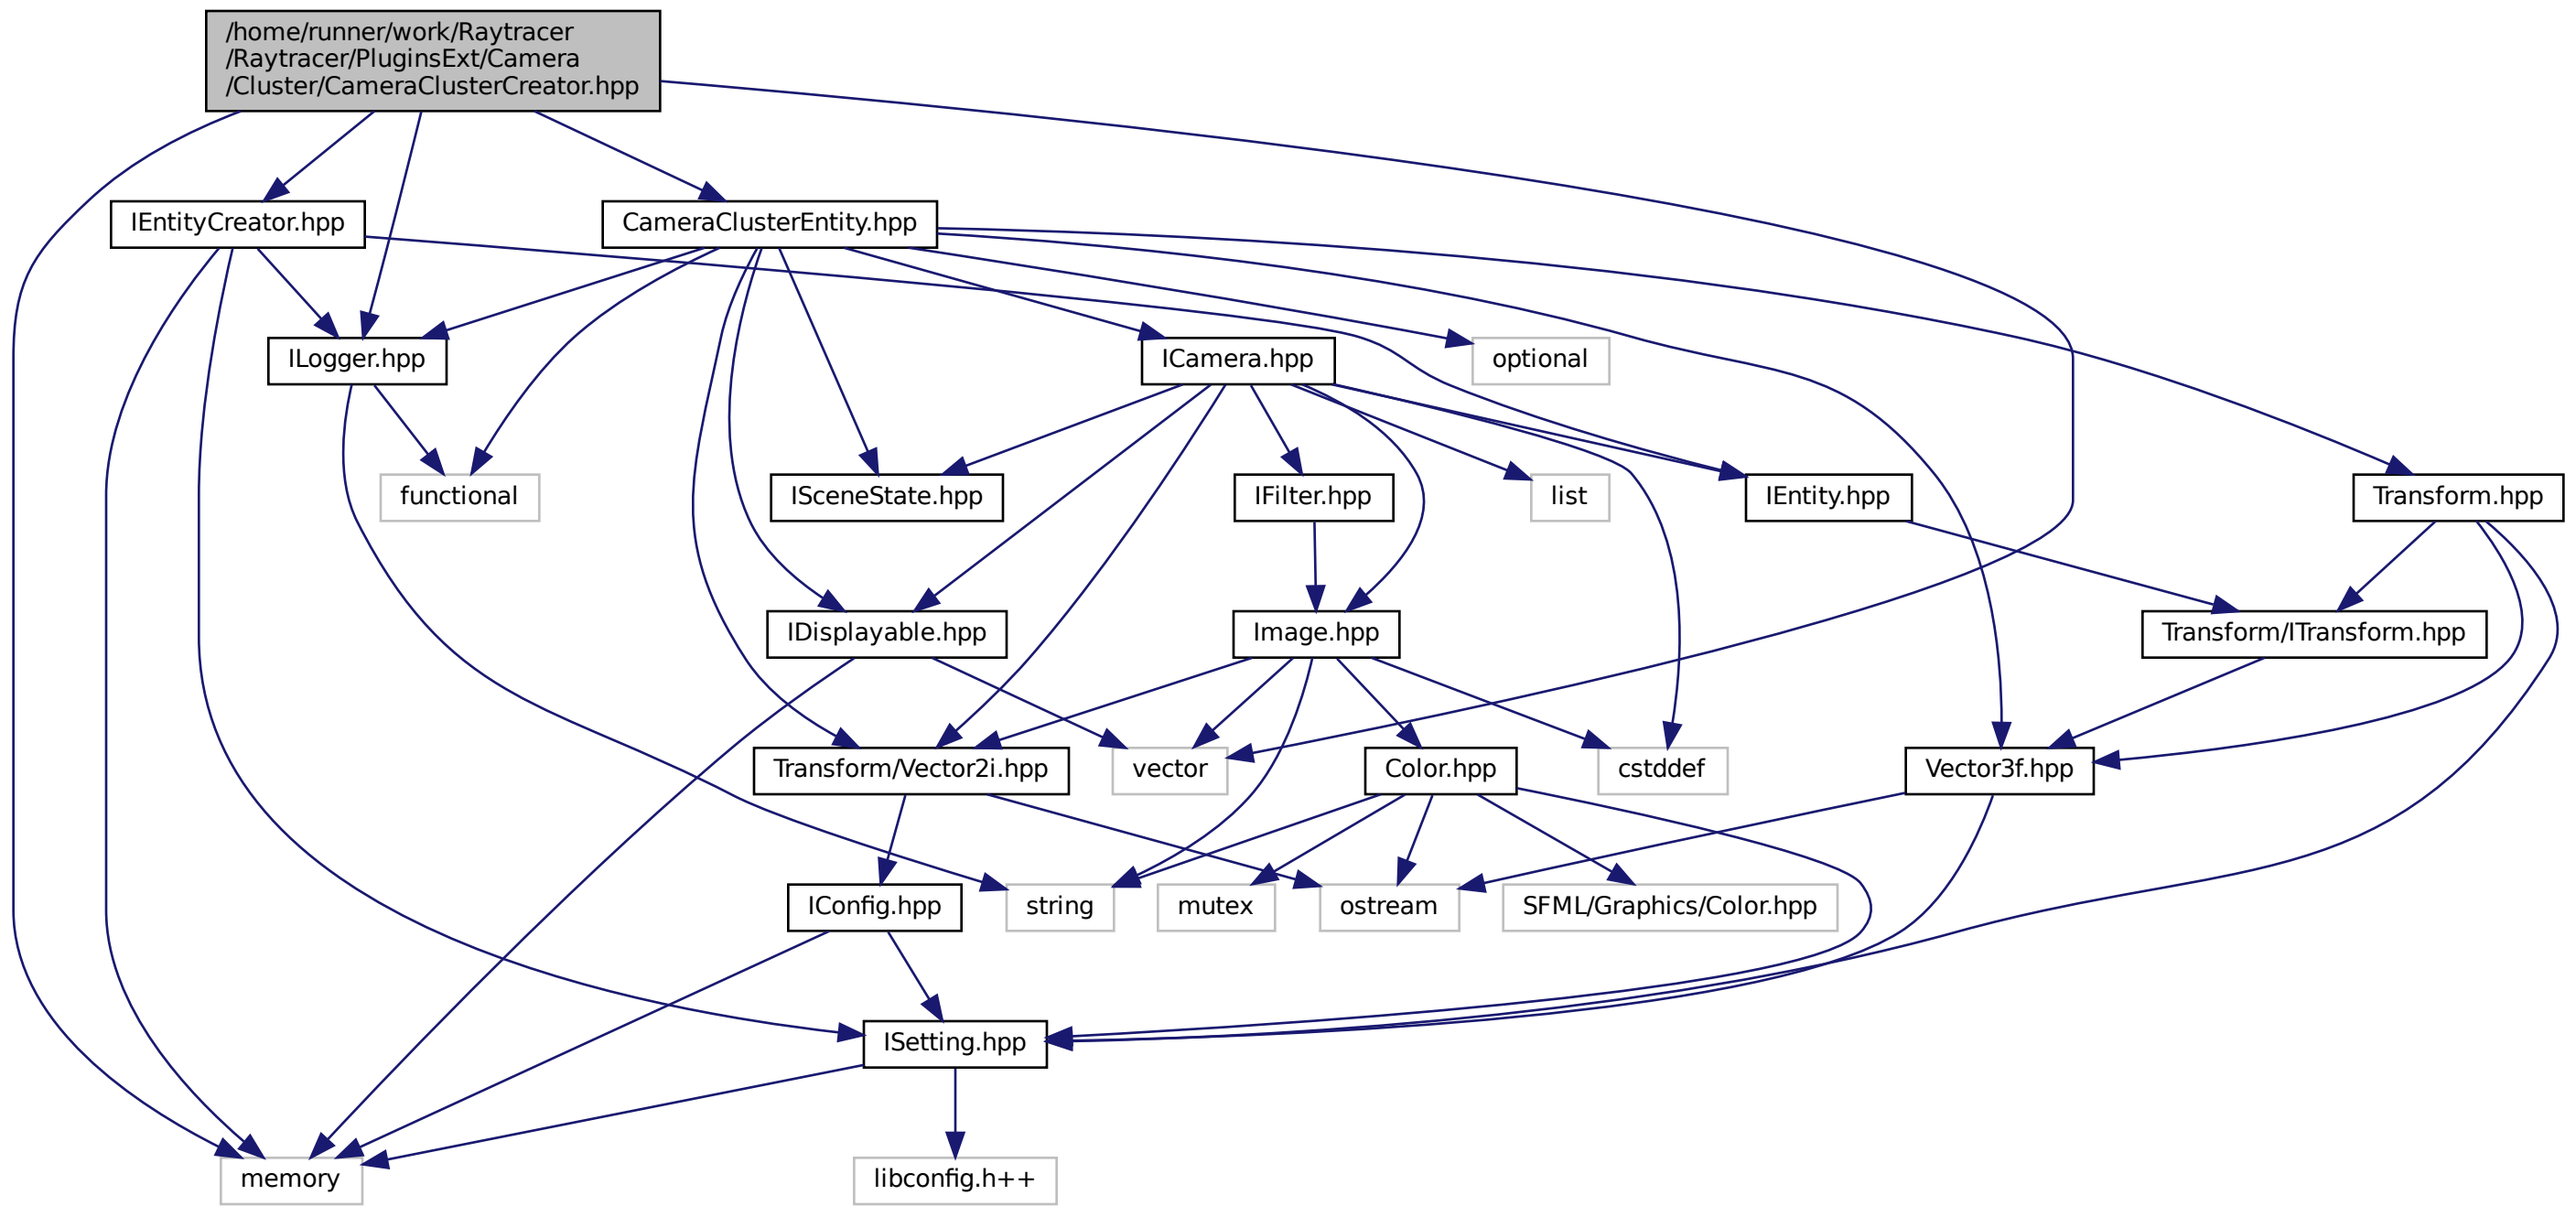 /home/runner/work/Raytracer
/Raytracer/PluginsExt/Camera
/Cluster/CameraClusterCreator.hpp
IEntityCreator.hpp
CameraClusterEntity.hpp
ILogger.hpp
ICamera.hpp
optional
functional
ISceneState.hpp
IFilter.hpp
list
IEntity.hpp
Transform.hpp
IDisplayable.hpp
Image.hpp
Transform/ITransform.hpp
Transform/Vector2i.hpp
vector
Color.hpp
cstddef
Vector3f.hpp
IConfig.hpp
string
mutex
ostream
SFML/Graphics/Color.hpp
ISetting.hpp
memory
libconfig.h++